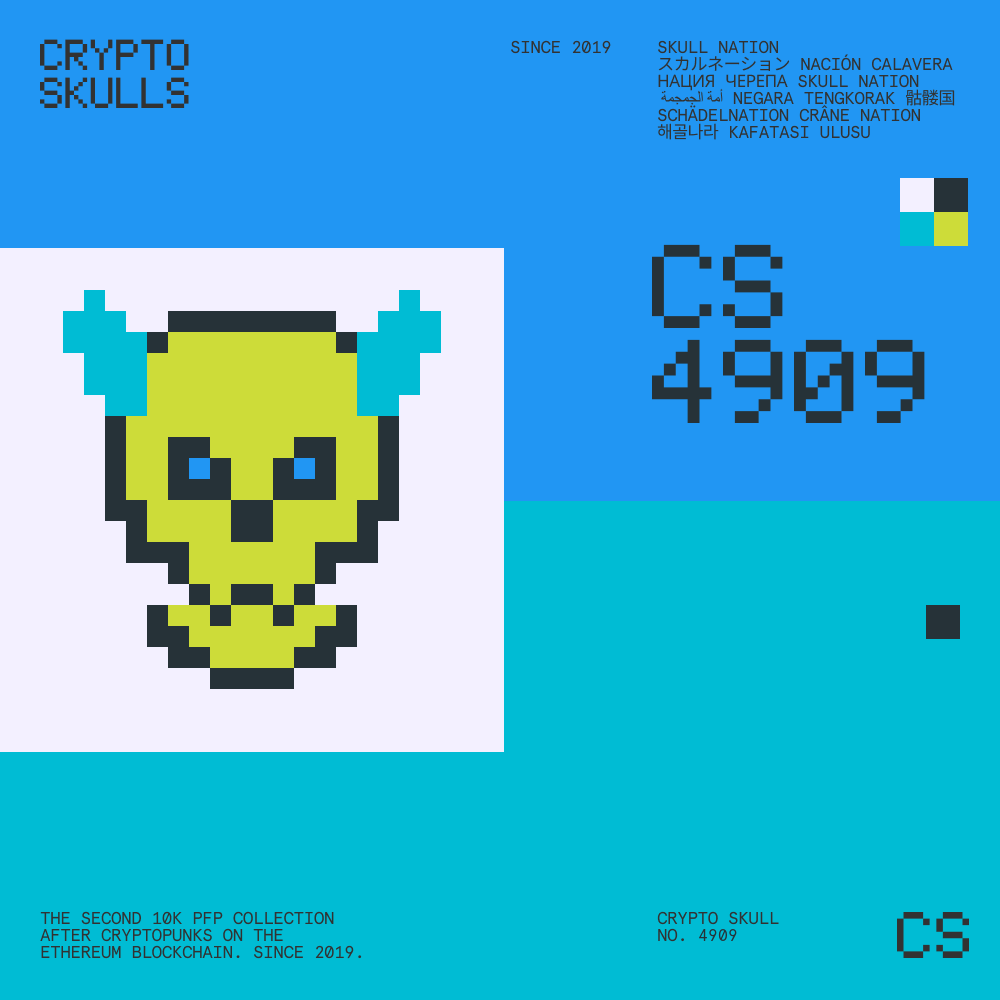 CRYPTO
SKULLS
SINCE 2019
SKULL NATION
スカルネーション NACIÓN CALAVERA
НАЦИЯ ЧЕРЕПА SKULL NATION
أمة الجمجمة NEGARA TENGKORAK 骷髅国
SCHÄDELNATION CRÂNE NATION
해골나라 KAFATASI ULUSU
CS
4909
THE SECOND 10K PFP COLLECTION
AFTER CRYPTOPUNKS ON THE
ETHEREUM BLOCKCHAIN. SINCE 2019.
CRYPTO SKULL
NO. 4909
CS